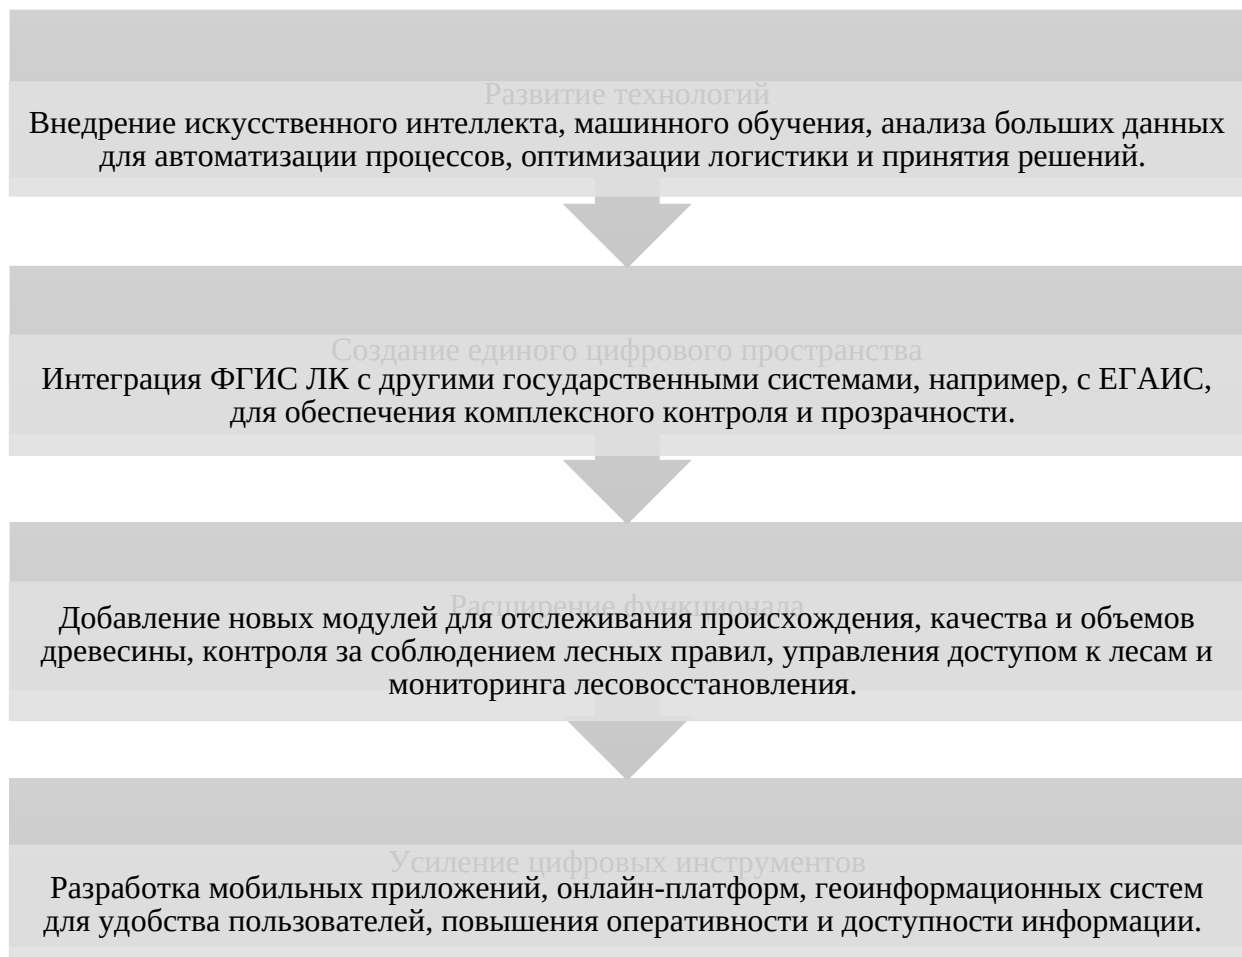 Развитие технологий
Внедрение искусственного интеллекта, машинного обучения, анализа больших данных
для автоматизации процессов, оптимизации логистики и принятия решений.
Создание единого цифрового пространства
Интеграция ФГИС ЛК с другими государственными системами, например, с ЕГАИС,
для обеспечения комплексного контроля и прозрачности.
Расширение функционала
Добавление новых модулей для отслеживания происхождения, качества и объемов
древесины, контроля за соблюдением лесных правил, управления доступом к лесам и
мониторинга лесовосстановления.
Усиление цифровых инструментов
Разработка мобильных приложений, онлайн-платформ, геоинформационных систем
для удобства пользователей, повышения оперативности и доступности информации.